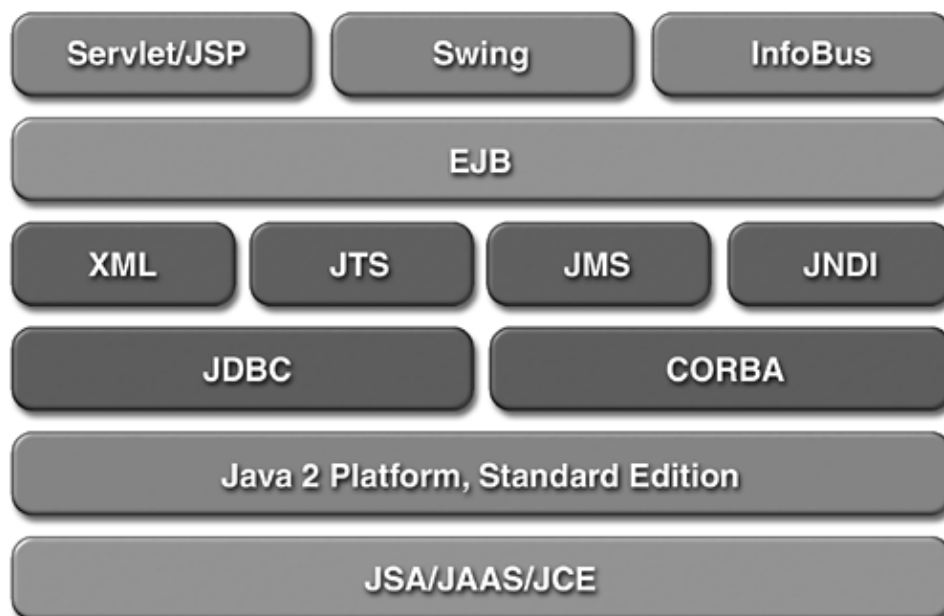 Servlet/JSP
Swing
InfoBus
EJB
XML
JTS
JMS
JNDI
JDBC
CORBA
Java 2 Platform, Standard Edition
JSA/JAAS/JCE